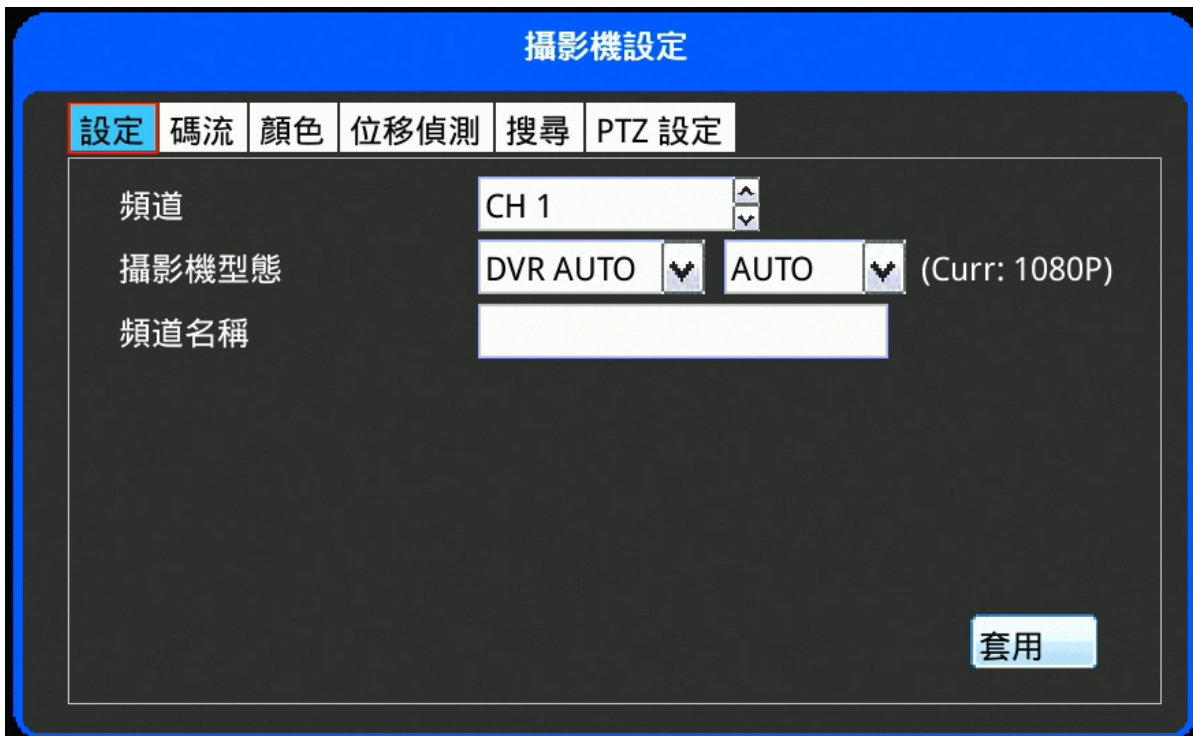 攝影機設定
設定 碼流 顏色 位移偵測 搜尋 PTZ 設定
頻道 CH 1
攝影機型態 DVR AUTO AUTO (Curr: 1080P)
頻道名稱
套用